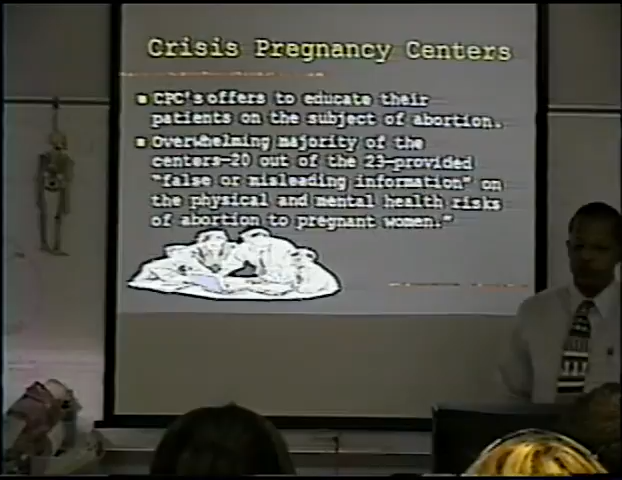 Crisis Pregnancy Centers
CPC's offers to educate their
patients on the subject of abortion.
Overwhelming majority of the
centers—20 out of the 23—provided
"false or misleading information" on
the physical and mental health risks
of abortion to pregnant women."